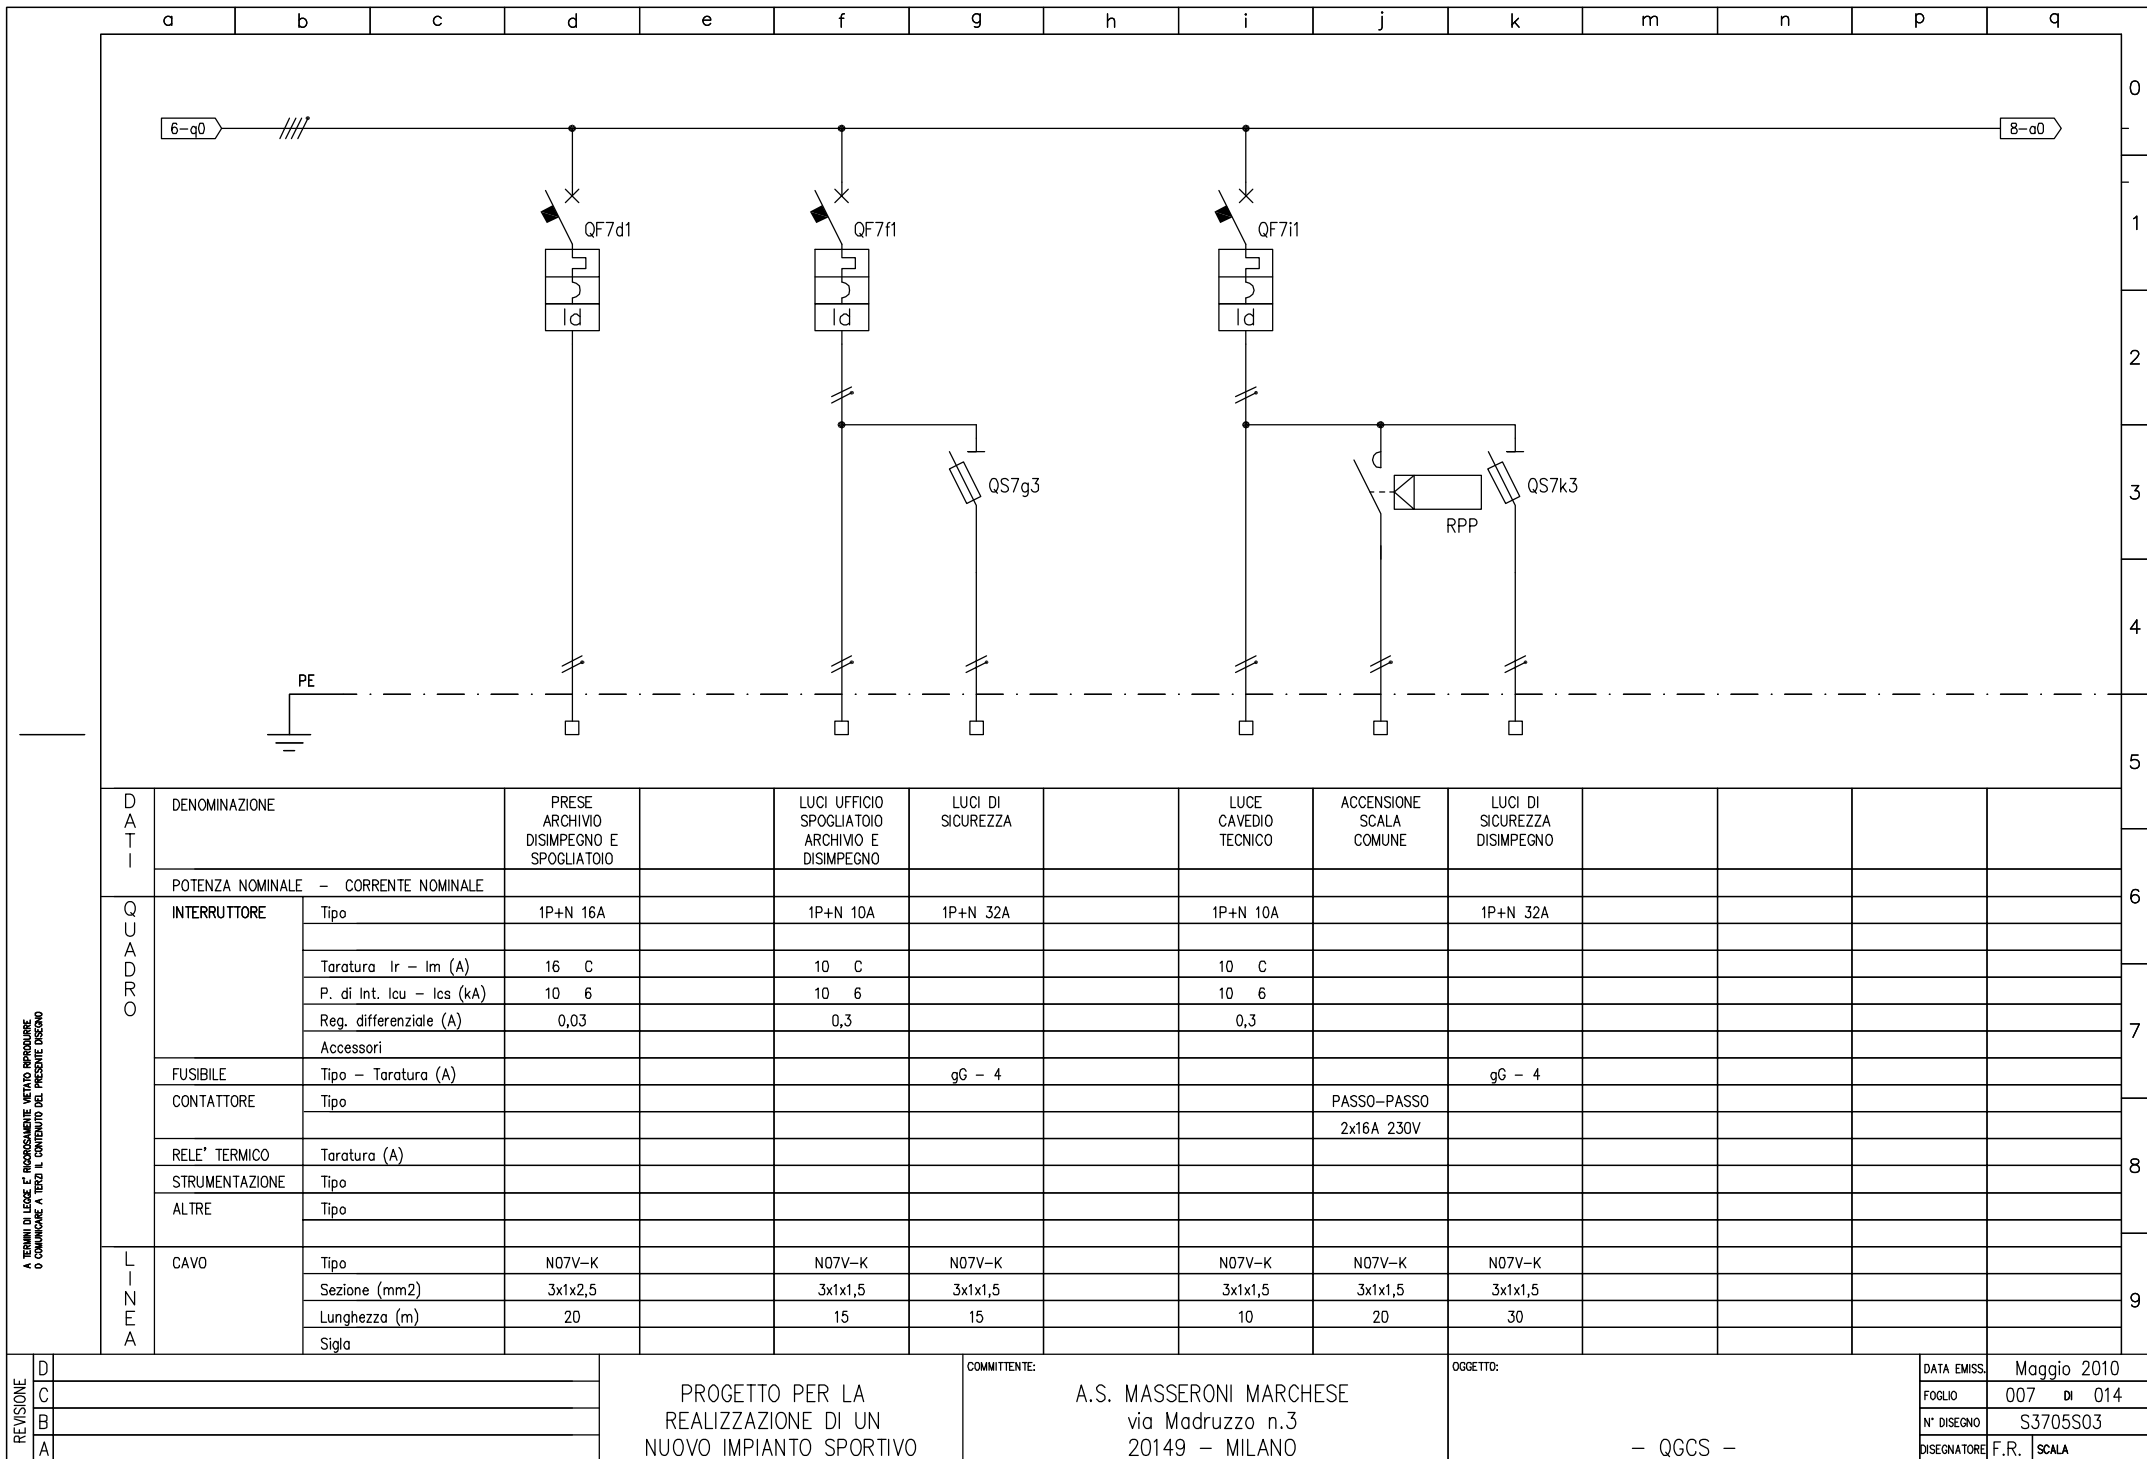 a b c d e f g h i j k m n p q
0
6-q0
8-a0
1
QF7d1
QF7f1
QF7i1
Id
Id
Id
2
3
QS7g3
QS7k3
RPP
4
PE
5
DATI
DENOMINAZIONE
PRESE
ARCHIVIO
DISIMPEGNO E
SPOGLIATOIO
LUCI UFFICIO
SPOGLIATOIO
ARCHIVIO E
DISIMPEGNO
LUCI DI
SICUREZZA
LUCE
CAVEDIO
TECNICO
ACCENSIONE
SCALA
COMUNE
LUCI DI
SICUREZZA
DISIMPEGNO
POTENZA NOMINALE – CORRENTE NOMINALE
6
QUADRO
INTERRUTTORE Tipo 1P+N 16A 1P+N 10A 1P+N 32A 1P+N 10A 1P+N 32A
Taratura Ir – Im (A) 16 C 10 C 10 C
P. di Int. Icu – Ics (kA) 10 6 10 6 10 6
Reg. differenziale (A) 0,03 0,3 0,3
7
Accessori
FUSIBILE Tipo – Taratura (A) gG – 4 gG – 4
CONTATTORE Tipo PASSO–PASSO
2x16A 230V
RELE' TERMICO Taratura (A)
8
STRUMENTAZIONE Tipo
ALTRE Tipo
LINEA
CAVO Tipo N07V–K N07V–K N07V–K N07V–K N07V–K N07V–K
Sezione (mm2) 3x1x2,5 3x1x1,5 3x1x1,5 3x1x1,5 3x1x1,5 3x1x1,5
9
Lunghezza (m) 20 15 15 10 20 30
Sigla
A TERMINI DI LEGGE E' RIGOROSAMENTE VIETATO RIPRODURRE
O COMUNICARE A TERZI IL CONTENUTO DEL PRESENTE DISEGNO
REVISIONE
D
C
B
A
PROGETTO PER LA
REALIZZAZIONE DI UN
NUOVO IMPIANTO SPORTIVO
COMMITTENTE:
A.S. MASSERONI MARCHESE
via Madruzzo n.3
20149 – MILANO
OGGETTO:
– QGCS –
DATA EMISS. Maggio 2010
FOGLIO 007 DI 014
N° DISEGNO S3705S03
DISEGNATORE F.R. SCALA